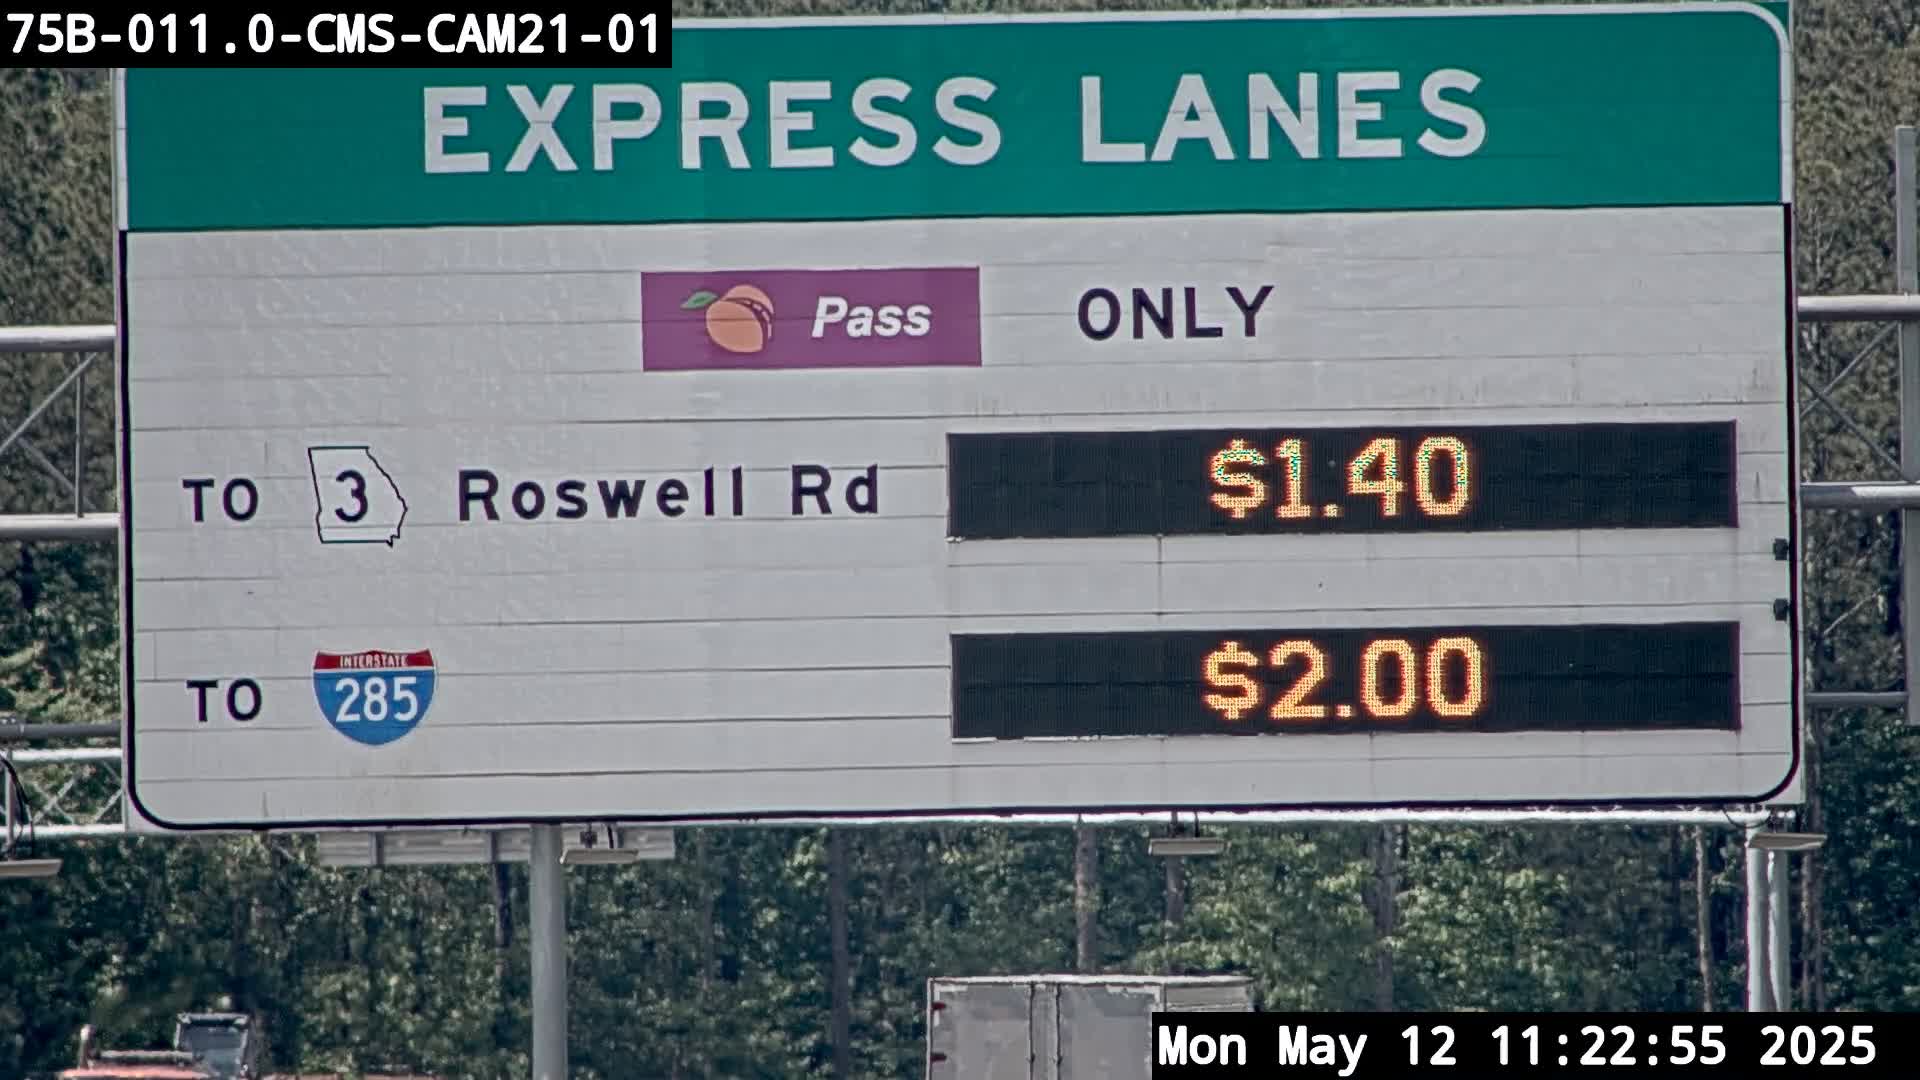 75B-011.0-CMS-CAM21-01
EXPRESS LANES
Pass ONLY
TO 3 Roswell Rd $1.40
INTERSTATE
TO 285 $2.00
Mon May 12 11:22:55 2025